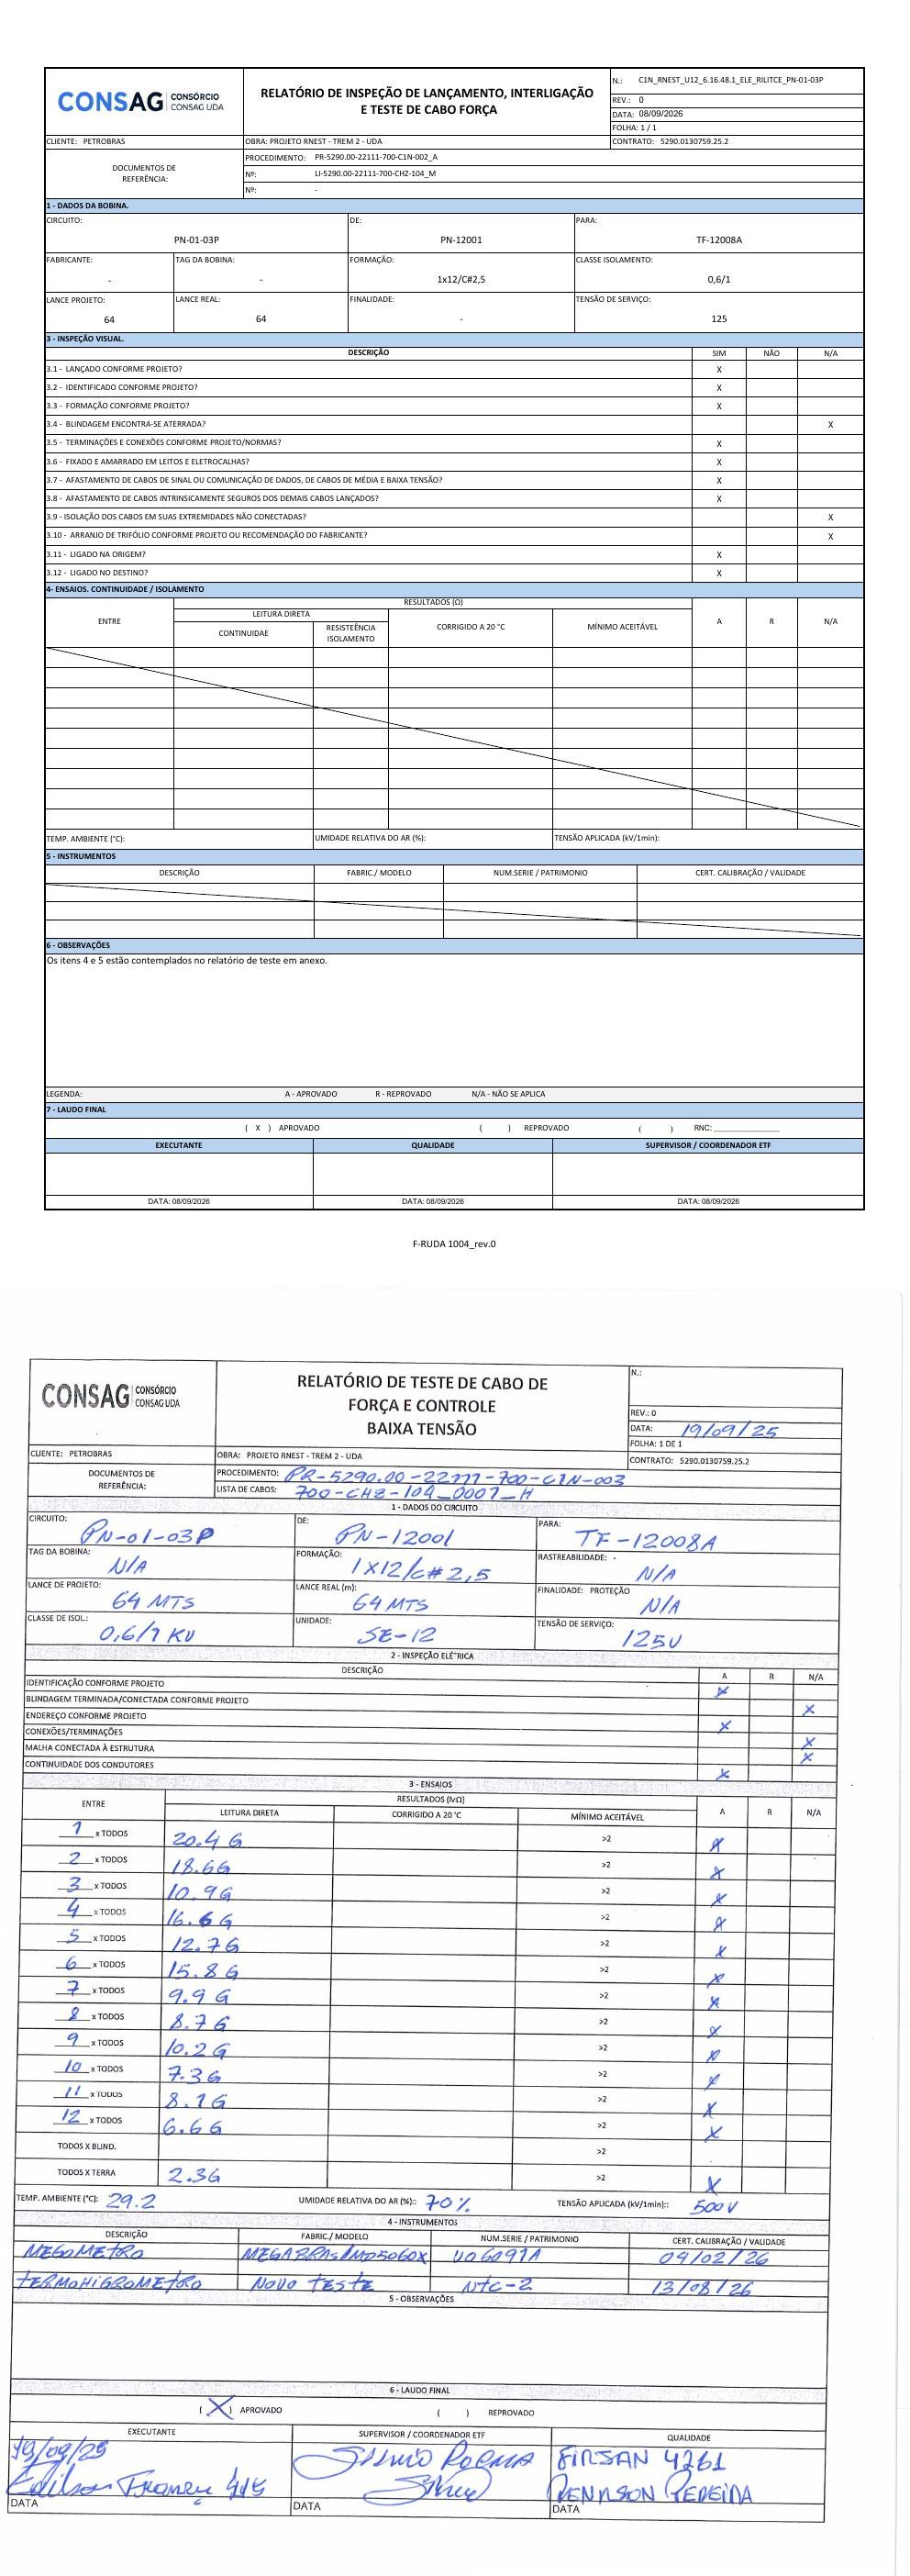 CONSAG CONSÓRCIO CONSAG UDA
RELATÓRIO DE INSPEÇÃO DE LANÇAMENTO, INTERLIGAÇÃO E TESTE DE CABO FORÇA
N.: C1N_RNEST_U12_6.16.48.1_ELE_RILITCE_PN-01-03P
REV.: 0
DATA: 08/09/2026
FOLHA: 1 / 1
CLIENTE: PETROBRAS OBRA: PROJETO RNEST - TREM 2 - UDA CONTRATO: 5290.0130759.25.2
DOCUMENTOS DE REFERÊNCIA:
PROCEDIMENTO: PR-5290.00-22111-700-C1N-002_A
Nº: LI-5290.00-22111-700-CHZ-104_M
Nº: -
1 - DADOS DA BOBINA.
CIRCUITO: DE: PARA:
PN-01-03P PN-12001 TF-12008A
FABRICANTE: TAG DA BOBINA: FORMAÇÃO: CLASSE ISOLAMENTO:
- - 1x12/C#2,5 0,6/1
LANCE PROJETO: LANCE REAL: FINALIDADE: TENSÃO DE SERVIÇO:
64 64 - 125
3 - INSPEÇÃO VISUAL.
DESCRIÇÃO SIM NÃO N/A
3.1 - LANÇADO CONFORME PROJETO? X
3.2 - IDENTIFICADO CONFORME PROJETO? X
3.3 - FORMAÇÃO CONFORME PROJETO? X
3.4 - BLINDAGEM ENCONTRA-SE ATERRADA? X
3.5 - TERMINAÇÕES E CONEXÕES CONFORME PROJETO/NORMAS? X
3.6 - FIXADO E AMARRADO EM LEITOS E ELETROCALHAS? X
3.7 - AFASTAMENTO DE CABOS DE SINAL OU COMUNICAÇÃO DE DADOS, DE CABOS DE MÉDIA E BAIXA TENSÃO? X
3.8 - AFASTAMENTO DE CABOS INTRINSICAMENTE SEGUROS DOS DEMAIS CABOS LANÇADOS? X
3.9 - ISOLAÇÃO DOS CABOS EM SUAS EXTREMIDADES NÃO CONECTADAS? X
3.10 - ARRANJO DE TRIFÓLIO CONFORME PROJETO OU RECOMENDAÇÃO DO FABRICANTE? X
3.11 - LIGADO NA ORIGEM? X
3.12 - LIGADO NO DESTINO? X
4- ENSAIOS. CONTINUIDADE / ISOLAMENTO
RESULTADOS (Ω)
ENTRE LEITURA DIRETA CORRIGIDO A 20 °C MÍNIMO ACEITÁVEL A R N/A
CONTINUIDAE RESISTEÊNCIA ISOLAMENTO
TEMP. AMBIENTE (°C): UMIDADE RELATIVA DO AR (%): TENSÃO APLICADA (kV/1min):
5 - INSTRUMENTOS
DESCRIÇÃO FABRIC./ MODELO NUM.SERIE / PATRIMONIO CERT. CALIBRAÇÃO / VALIDADE
6 - OBSERVAÇÕES
Os itens 4 e 5 estão contemplados no relatório de teste em anexo.
LEGENDA: A - APROVADO R - REPROVADO N/A - NÃO SE APLICA
7 - LAUDO FINAL
( X ) APROVADO ( ) REPROVADO ( ) RNC: ______________
EXECUTANTE QUALIDADE SUPERVISOR / COORDENADOR ETF
DATA: 08/09/2026 DATA: 08/09/2026 DATA: 08/09/2026
F-RUDA 1004_rev.0
CONSAG CONSÓRCIO CONSAG UDA
RELATÓRIO DE TESTE DE CABO DE
FORÇA E CONTROLE
BAIXA TENSÃO
N.:
REV.: 0
DATA: 19/09/25
FOLHA: 1 DE 1
CLIENTE: PETROBRAS OBRA: PROJETO RNEST - TREM 2 - UDA CONTRATO: 5290.0130759.25.2
DOCUMENTOS DE REFERÊNCIA:
PROCEDIMENTO: PR-5290.00-22111-700-C1N-003
LISTA DE CABOS: 700-CHZ-104_0001_H
1 - DADOS DO CIRCUITO
CIRCUITO: PN-01-03P DE: PN-12001 PARA: TF-12008A
TAG DA BOBINA: N/A FORMAÇÃO: 1X12/C#2,5 RASTREABILIDADE: - N/A
LANCE DE PROJETO: 64 MTS LANCE REAL (m): 64 MTS FINALIDADE: PROTEÇÃO N/A
CLASSE DE ISOL.: 0,6/1 KV UNIDADE: SE-12 TENSÃO DE SERVIÇO: 125V
2 - INSPEÇÃO ELÉTRICA
DESCRIÇÃO A R N/A
IDENTIFICAÇÃO CONFORME PROJETO X
BLINDAGEM TERMINADA/CONECTADA CONFORME PROJETO X
ENDEREÇO CONFORME PROJETO X
CONEXÕES/TERMINAÇÕES X
MALHA CONECTADA À ESTRUTURA X
CONTINUIDADE DOS CONDUTORES X
3 - ENSAIOS
ENTRE RESULTADOS (MΩ) A R N/A
LEITURA DIRETA CORRIGIDO A 20 °C MÍNIMO ACEITÁVEL
1 x TODOS 20.4 G >2 X
2 x TODOS 18.6G >2 X
3 x TODOS 10.9G >2 X
4 x TODOS 16.6G >2 X
5 x TODOS 12.7G >2 X
6 x TODOS 15.8G >2 X
7 x TODOS 9.9 G >2 X
8 x TODOS 8.7 G >2 X
9 x TODOS 10.2G >2 X
10 x TODOS 7.3G >2 X
11 x TODOS 8.1G >2 X
12 x TODOS 6.6G >2 X
TODOS X BLIND. >2
TODOS X TERRA 2.3G >2 X
TEMP. AMBIENTE (°C): 29.2 UMIDADE RELATIVA DO AR (%):: 70% TENSÃO APLICADA (kV/1min):: 500V
4 - INSTRUMENTOS
DESCRIÇÃO FABRIC./ MODELO NUM.SERIE / PATRIMONIO CERT. CALIBRAÇÃO / VALIDADE
MEGOMETRO MEGABRAS/MD5060X UO6091A 04/02/26
TERMOHIGROMETRO NOVO TESTE NTC-2 13/08/26
5 - OBSERVAÇÕES
6 - LAUDO FINAL
( X ) APROVADO ( ) REPROVADO
EXECUTANTE SUPERVISOR / COORDENADOR ETF QUALIDADE
19/09/25 FIRSAN 4261
DATA DATA DATA